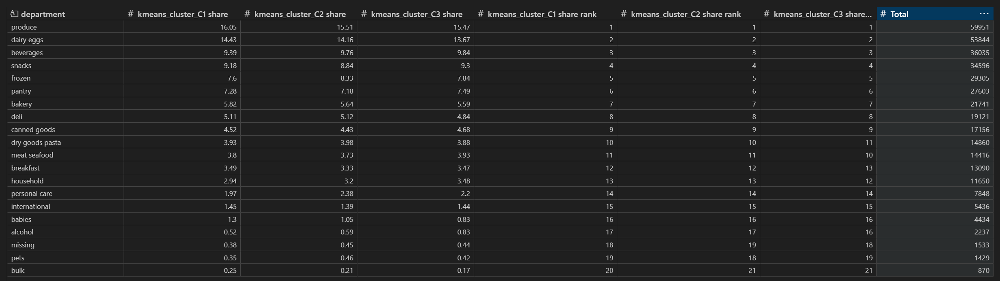 department # kmeans_cluster_C1 share # kmeans_cluster_C2 share # kmeans_cluster_C3 share # kmeans_cluster_C1 share rank # kmeans_cluster_C2 share rank # kmeans_cluster_C3 share... # Total ...
produce 16.05 15.51 15.47 1 1 1 59951
dairy eggs 14.43 14.16 13.67 2 2 2 53844
beverages 9.39 9.76 9.84 3 3 3 36035
snacks 9.18 8.84 9.3 4 4 4 34596
frozen 7.6 8.33 7.84 5 5 5 29305
pantry 7.28 7.18 7.49 6 6 6 27603
bakery 5.82 5.64 5.59 7 7 7 21741
deli 5.11 5.12 4.84 8 8 8 19121
canned goods 4.52 4.43 4.68 9 9 9 17156
dry goods pasta 3.93 3.98 3.88 10 10 11 14860
meat seafood 3.8 3.73 3.93 11 11 10 14416
breakfast 3.49 3.33 3.47 12 12 13 13090
household 2.94 3.2 3.48 13 13 12 11650
personal care 1.97 2.38 2.2 14 14 14 7848
international 1.45 1.39 1.44 15 15 15 5436
babies 1.3 1.05 0.83 16 16 16 4434
alcohol 0.52 0.59 0.83 17 17 16 2237
missing 0.38 0.45 0.44 18 19 18 1533
pets 0.35 0.46 0.42 19 18 19 1429
bulk 0.25 0.21 0.17 20 21 21 870